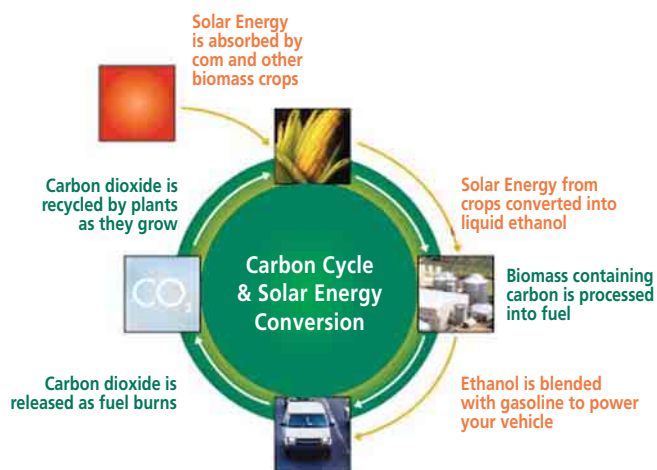 Solar Energy
is absorbed by
com and other
biomass crops
Carbon dioxide is
recycled by plants
as they grow
Solar Energy from
crops converted into
liquid ethanol
Carbon Cycle
& Solar Energy
Conversion
CO2
Biomass containing
carbon is processed
into fuel
Carbon dioxide is
released as fuel burns
Ethanol is blended
with gasoline to power
your vehicle